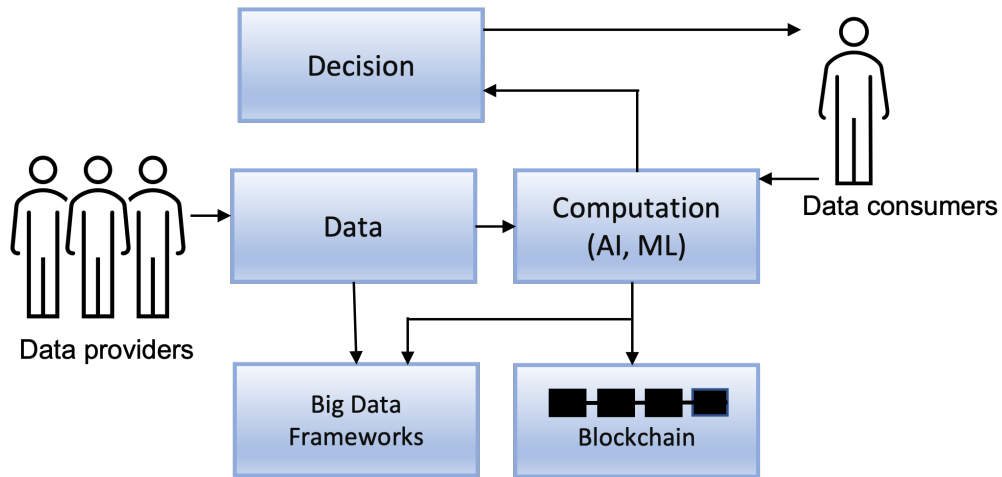 Decision
Data
Computation
(AI, ML)
Data consumers
Data providers
Big Data
Frameworks
Blockchain